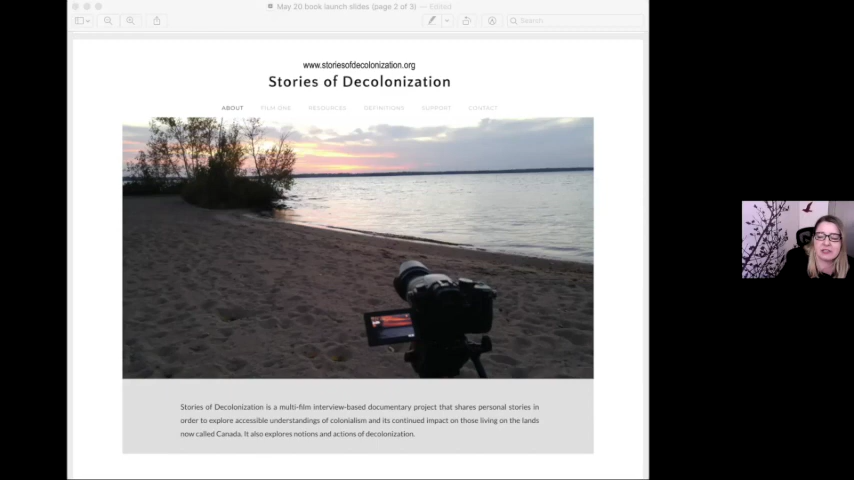 May 20 book launch slides (page 2 of 3) — Edited
Search
www.storiesofdecolonization.org
Stories of Decolonization
ABOUT FILM ONE RESOURCES DEFINITIONS SUPPORT CONTACT
Stories of Decolonization is a multi-film interview-based documentary project that shares personal stories in
order to explore accessible understandings of colonialism and its continued impact on those living on the lands
now called Canada. It also explores notions and actions of decolonization.